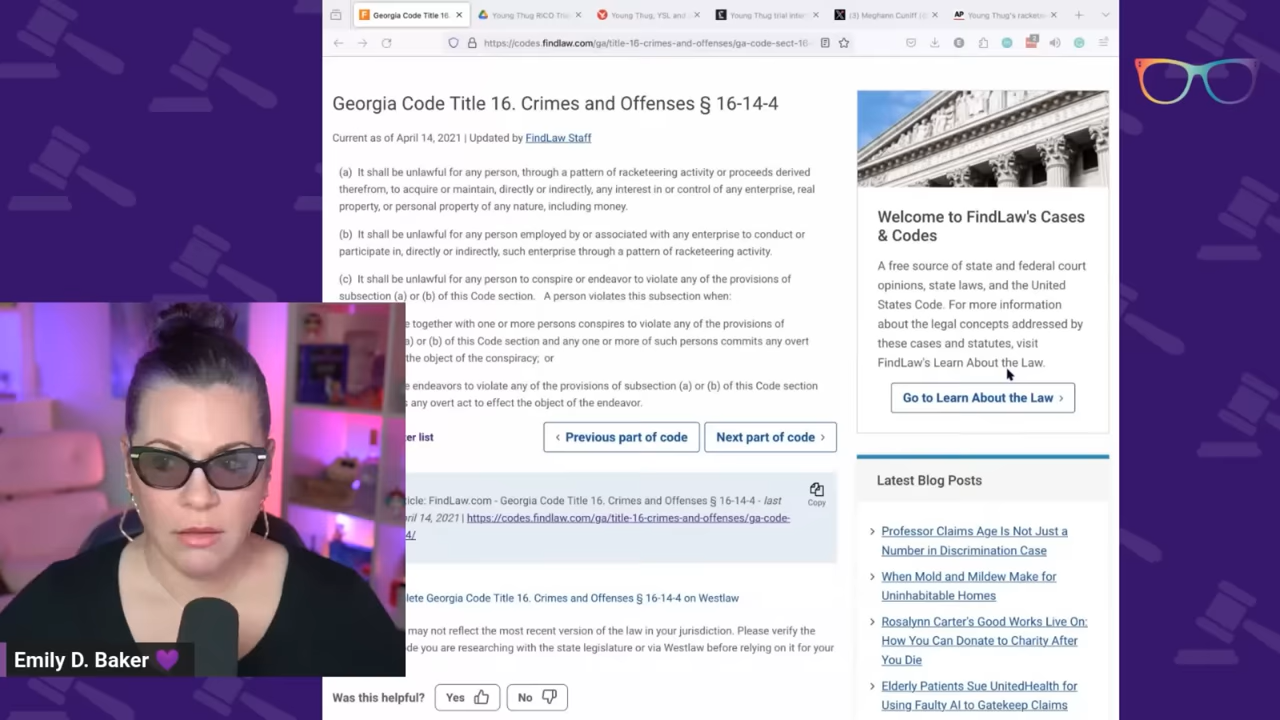 Georgia Code Title 16
Young Thug RICO Tria
Young Thug, YSL and
Young Thug trial inter
(3) Meghann Cuniff (
AP
Young Thug's rackete
https://codes.findlaw.com/ga/title-16-crimes-and-offenses/ga-code-sect-16-
Georgia Code Title 16. Crimes and Offenses § 16-14-4
Current as of April 14, 2021 | Updated by FindLaw Staff
(a) It shall be unlawful for any person, through a pattern of racketeering activity or proceeds derived
therefrom, to acquire or maintain, directly or indirectly, any interest in or control of any enterprise, real
property, or personal property of any nature, including money.
(b) It shall be unlawful for any person employed by or associated with any enterprise to conduct or
participate in, directly or indirectly, such enterprise through a pattern of racketeering activity.
(c) It shall be unlawful for any person to conspire or endeavor to violate any of the provisions of
subsection (a) or (b) of this Code section. A person violates this subsection when:
e together with one or more persons conspires to violate any of the provisions of
a) or (b) of this Code section and any one or more of such persons commits any overt
the object of the conspiracy; or
e endeavors to violate any of the provisions of subsection (a) or (b) of this Code section
s any overt act to effect the object of the endeavor.
er list
Previous part of code
Next part of code
ticle: FindLaw.com - Georgia Code Title 16. Crimes and Offenses § 16-14-4 - last
pril 14, 2021 | https://codes.findlaw.com/ga/title-16-crimes-and-offenses/ga-code-
4/
Copy
lete Georgia Code Title 16. Crimes and Offenses § 16-14-4 on Westlaw
may not reflect the most recent version of the law in your jurisdiction. Please verify the
de you are researching with the state legislature or via Westlaw before relying on it for your
Was this helpful?
Yes
No
Welcome to FindLaw's Cases
& Codes
A free source of state and federal court
opinions, state laws, and the United
States Code. For more information
about the legal concepts addressed by
these cases and statutes, visit
FindLaw's Learn About the Law.
Go to Learn About the Law
Latest Blog Posts
Professor Claims Age Is Not Just a
Number in Discrimination Case
When Mold and Mildew Make for
Uninhabitable Homes
Rosalynn Carter's Good Works Live On:
How You Can Donate to Charity After
You Die
Elderly Patients Sue UnitedHealth for
Using Faulty AI to Gatekeep Claims
Emily D. Baker